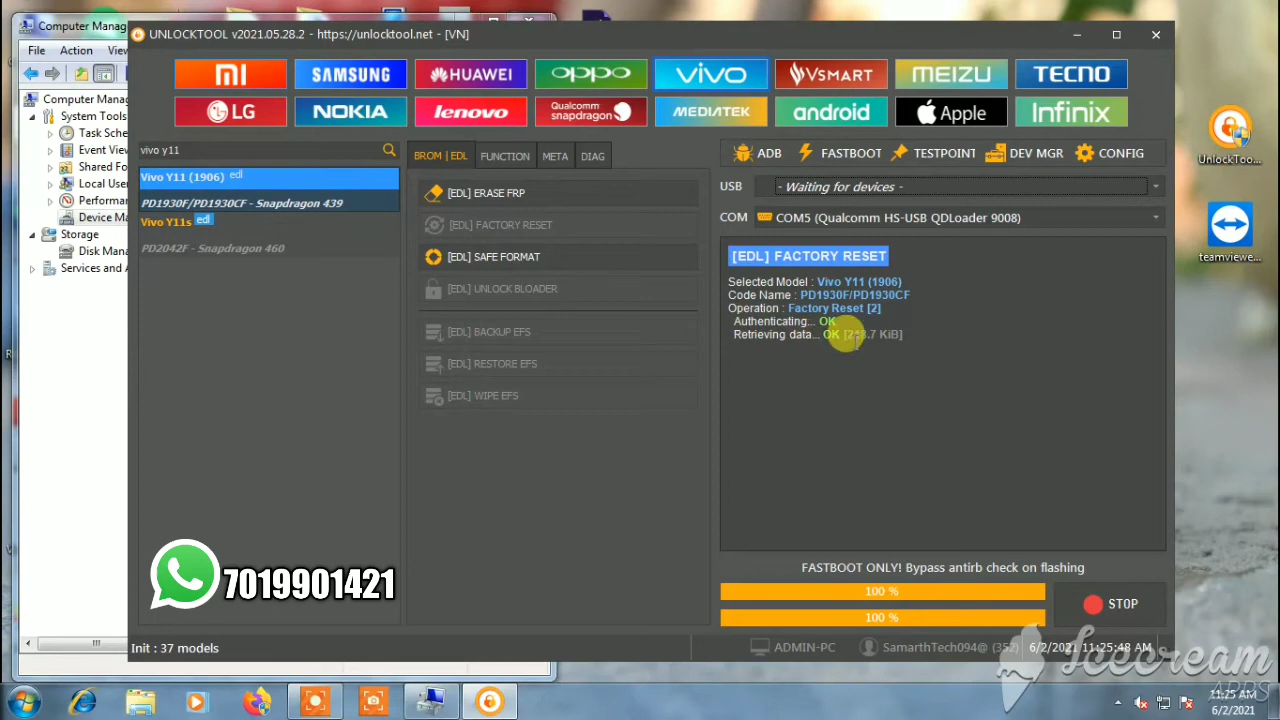 Computer Manag
File Action View
Computer Manag
System Tools
Task Sche
Event View
Shared Fo
Local User
Performa
Device Ma
Storage
Disk Mana
Services and A
UNLOCKTOOL v2021.05.28.2 - https://unlocktool.net - [VN]
MI
SAMSUNG
HUAWEI
OPPO
VIVO
VSMART
MEIZU
TECNO
LG
NOKIA
lenovo
Qualcomm snapdragon
MEDIATEK
android
Apple
Infinix
vivo y11
Vivo Y11 (1906) edl
PD1930F/PD1930CF - Snapdragon 439
Vivo Y11s edl
PD2042F - Snapdragon 460
BROM | EDL FUNCTION META DIAG
[EDL] ERASE FRP
[EDL] FACTORY RESET
[EDL] SAFE FORMAT
[EDL] UNLOCK BLOADER
[EDL] BACKUP EFS
[EDL] RESTORE EFS
[EDL] WIPE EFS
ADB FASTBOOT TESTPOINT DEV MGR CONFIG
USB - Waiting for devices -
COM COM5 (Qualcomm HS-USB QDLoader 9008)
[EDL] FACTORY RESET
Selected Model : Vivo Y11 (1906)
Code Name : PD1930F/PD1930CF
Operation : Factory Reset [2]
Authenticating... OK
Retrieving data... OK KiB]
FASTBOOT ONLY! Bypass antirb check on flashing
100 %
100 %
STOP
7019901421
Init : 37 models
ADMIN-PC
SamarthTech094@
6/2/2021 11:25:48 AM
UnlockToo...
teamviewe...
Icecream
APPS
11:25 AM
6/2/2021